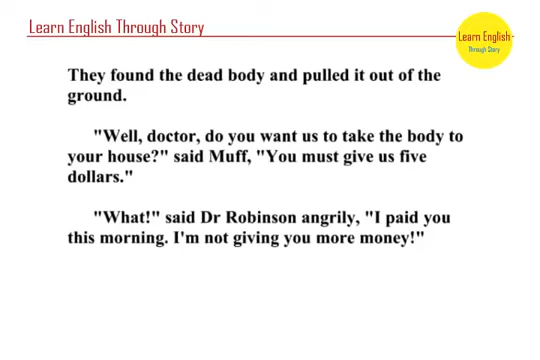 Learn English Through Story
Learn English
Through Story
They found the dead body and pulled it out of the
ground.
"Well, doctor, do you want us to take the body to
your house?" said Muff, "You must give us five
dollars."
"What!" said Dr Robinson angrily, "I paid you
this morning. I'm not giving you more money!"